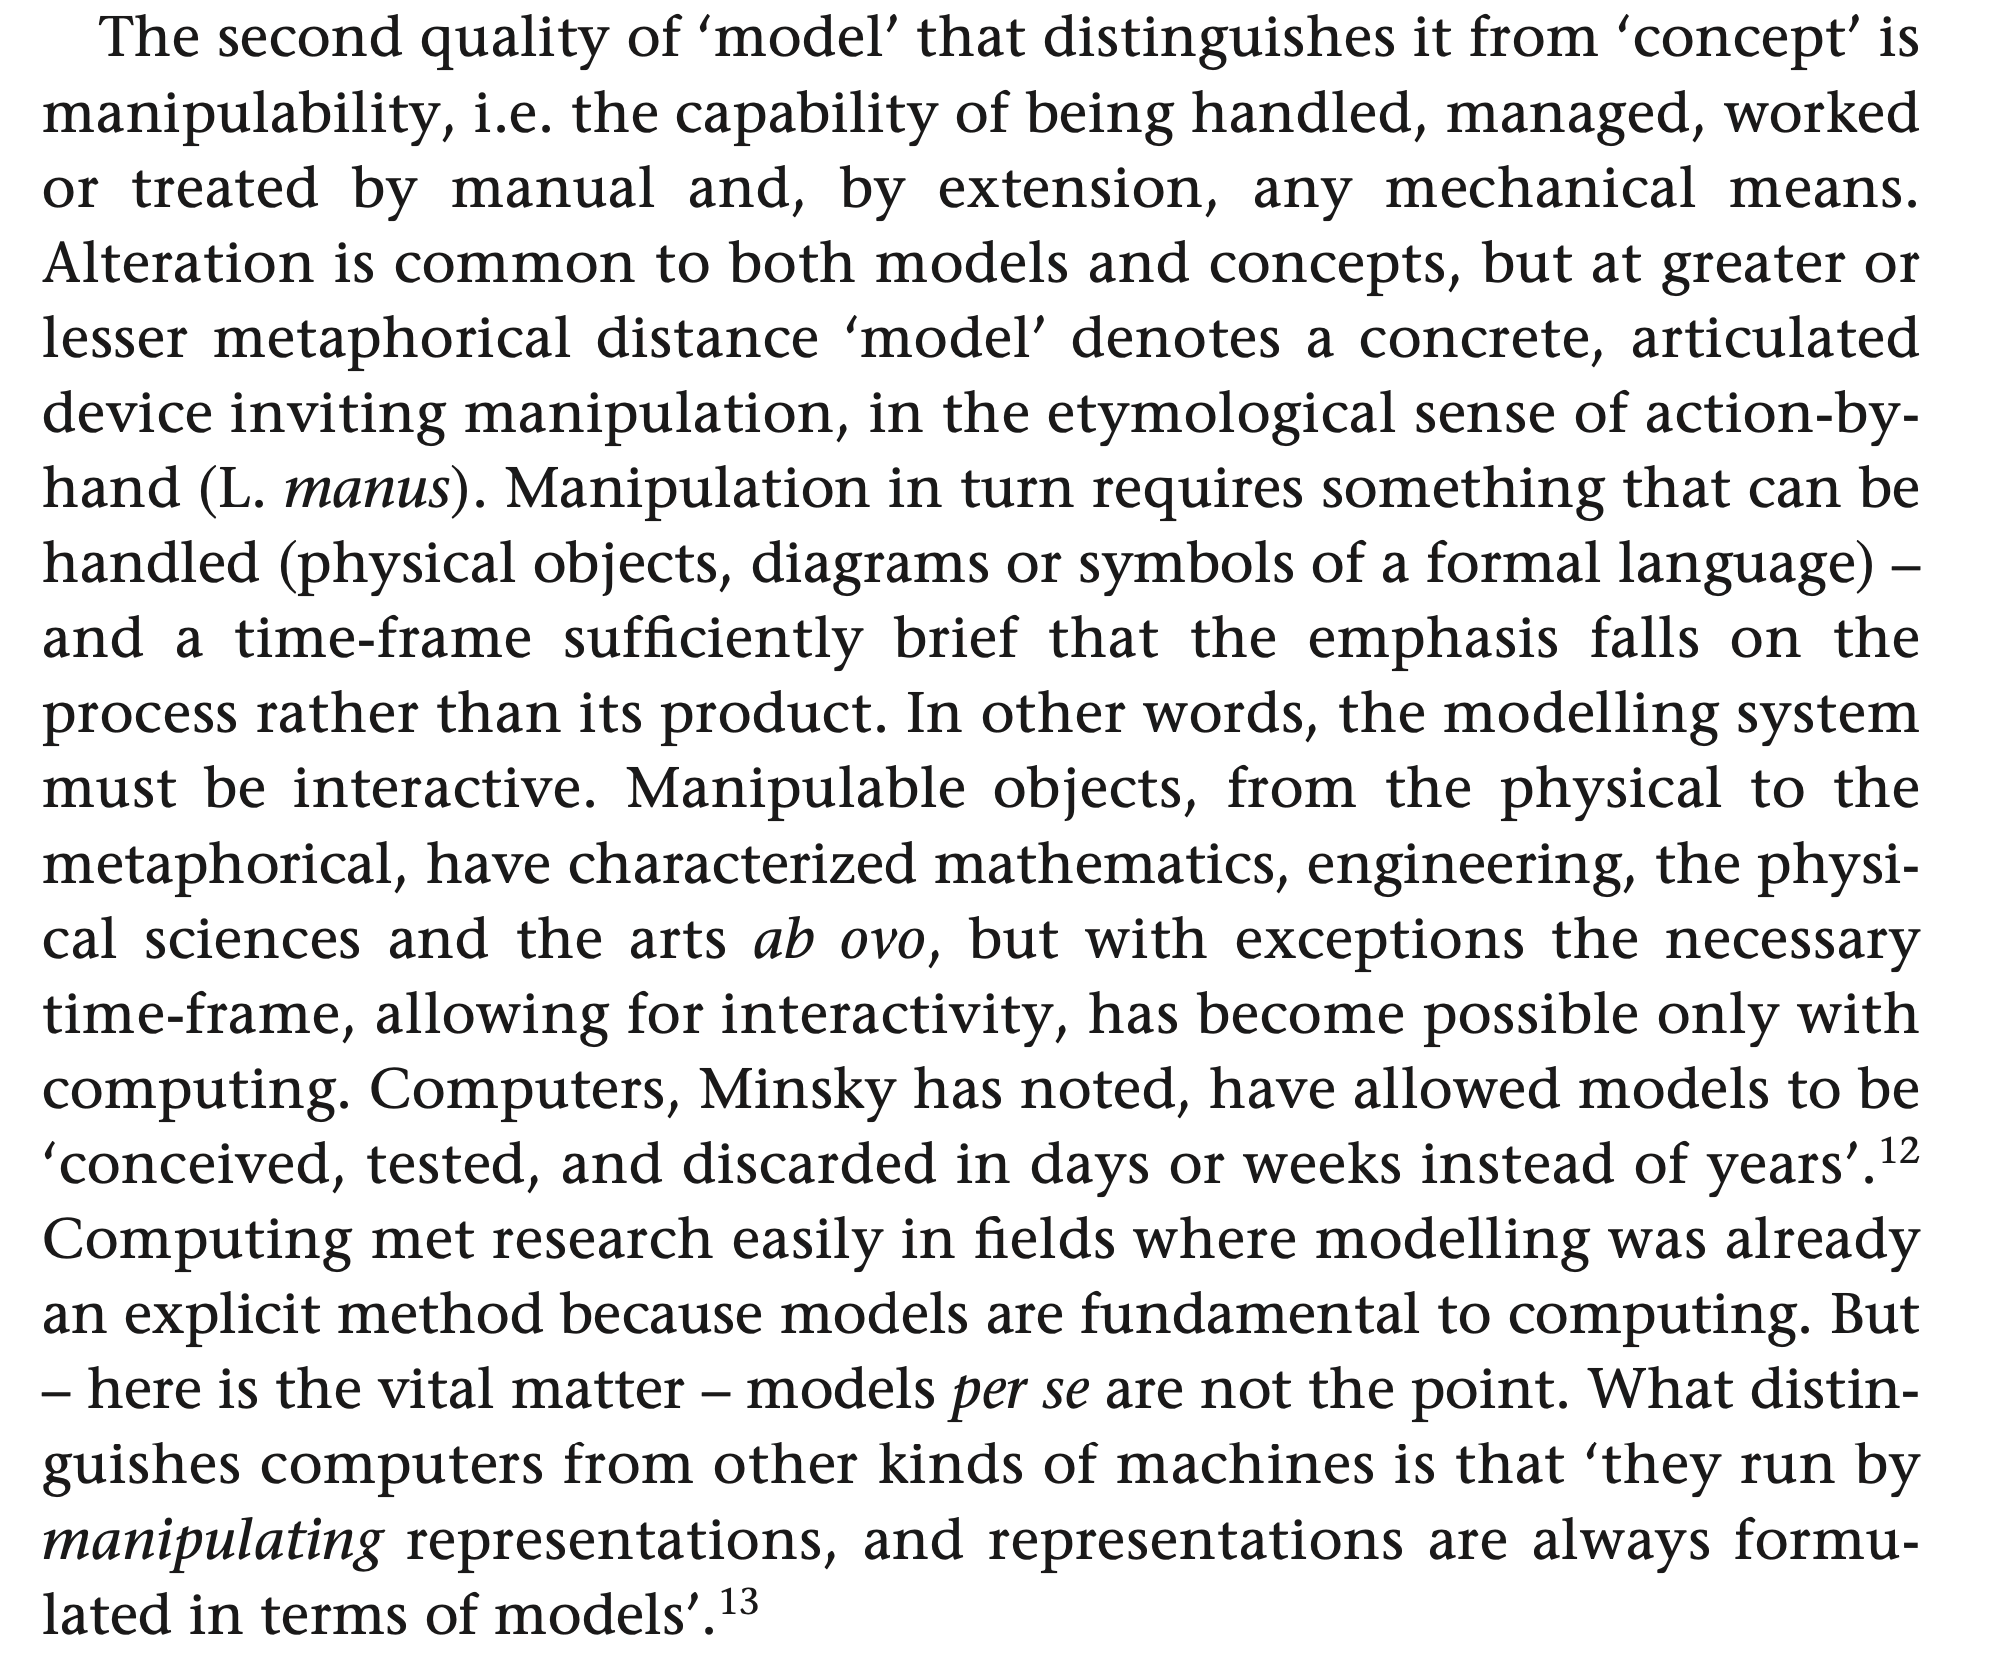 The second quality of ‘model’ that distinguishes it from ‘concept’ is
manipulability, i.e. the capability of being handled, managed, worked
or treated by manual and, by extension, any mechanical means.
Alteration is common to both models and concepts, but at greater or
lesser metaphorical distance ‘model’ denotes a concrete, articulated
device inviting manipulation, in the etymological sense of action-by-
hand (L. manus). Manipulation in turn requires something that can be
handled (physical objects, diagrams or symbols of a formal language) –
and a time-frame sufficiently brief that the emphasis falls on the
process rather than its product. In other words, the modelling system
must be interactive. Manipulable objects, from the physical to the
metaphorical, have characterized mathematics, engineering, the physi-
cal sciences and the arts ab ovo, but with exceptions the necessary
time-frame, allowing for interactivity, has become possible only with
computing. Computers, Minsky has noted, have allowed models to be
‘conceived, tested, and discarded in days or weeks instead of years’.12
Computing met research easily in fields where modelling was already
an explicit method because models are fundamental to computing. But
– here is the vital matter – models per se are not the point. What distin-
guishes computers from other kinds of machines is that ‘they run by
manipulating representations, and representations are always formu-
lated in terms of models’.13